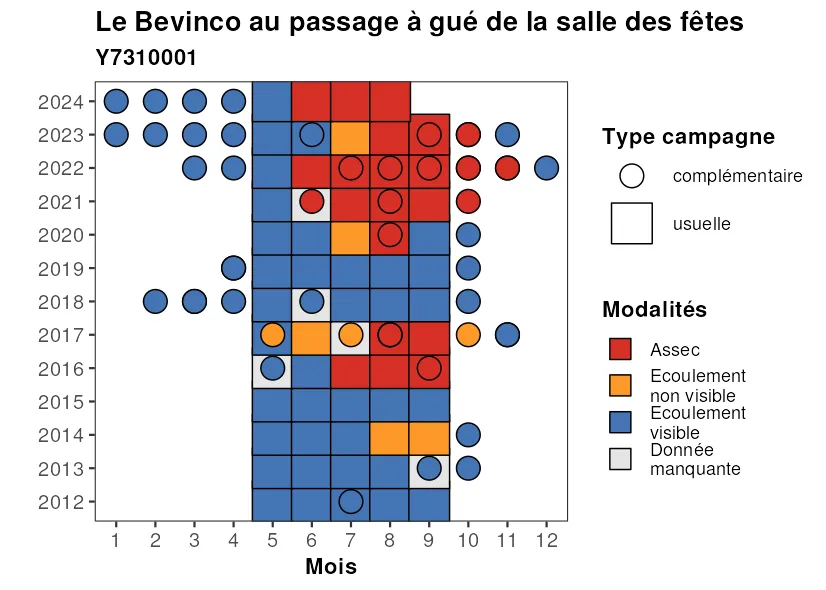 Le Bevinco au passage à gué de la salle des fêtes
Y7310001
2024
2023
2022
2021
2020
2019
2018
2017
2016
2015
2014
2013
2012
1 2 3 4 5 6 7 8 9 10 11 12
Mois
Type campagne
complémentaire
usuelle
Modalités
Assec
Ecoulement
non visible
Ecoulement
visible
Donnée
manquante